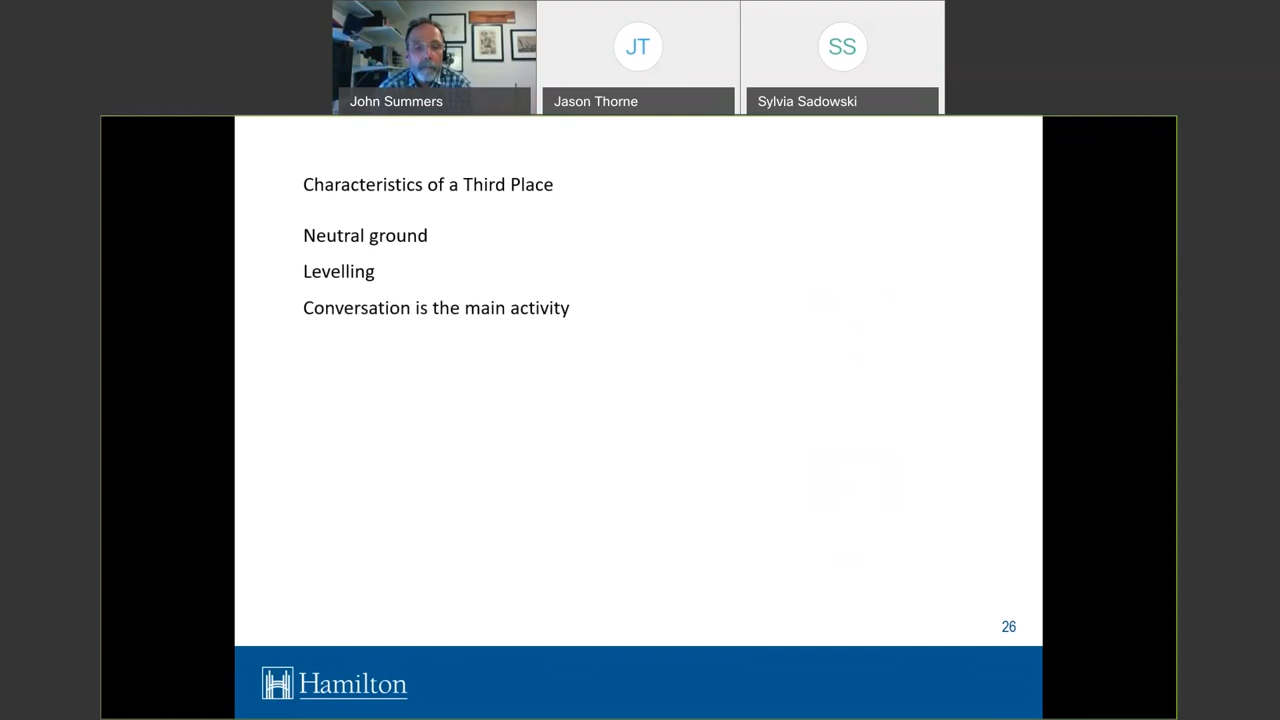 JT
SS
John Summers
Jason Thorne
Sylvia Sadowski
Characteristics of a Third Place
Neutral ground
Levelling
Conversation is the main activity
26
Hamilton